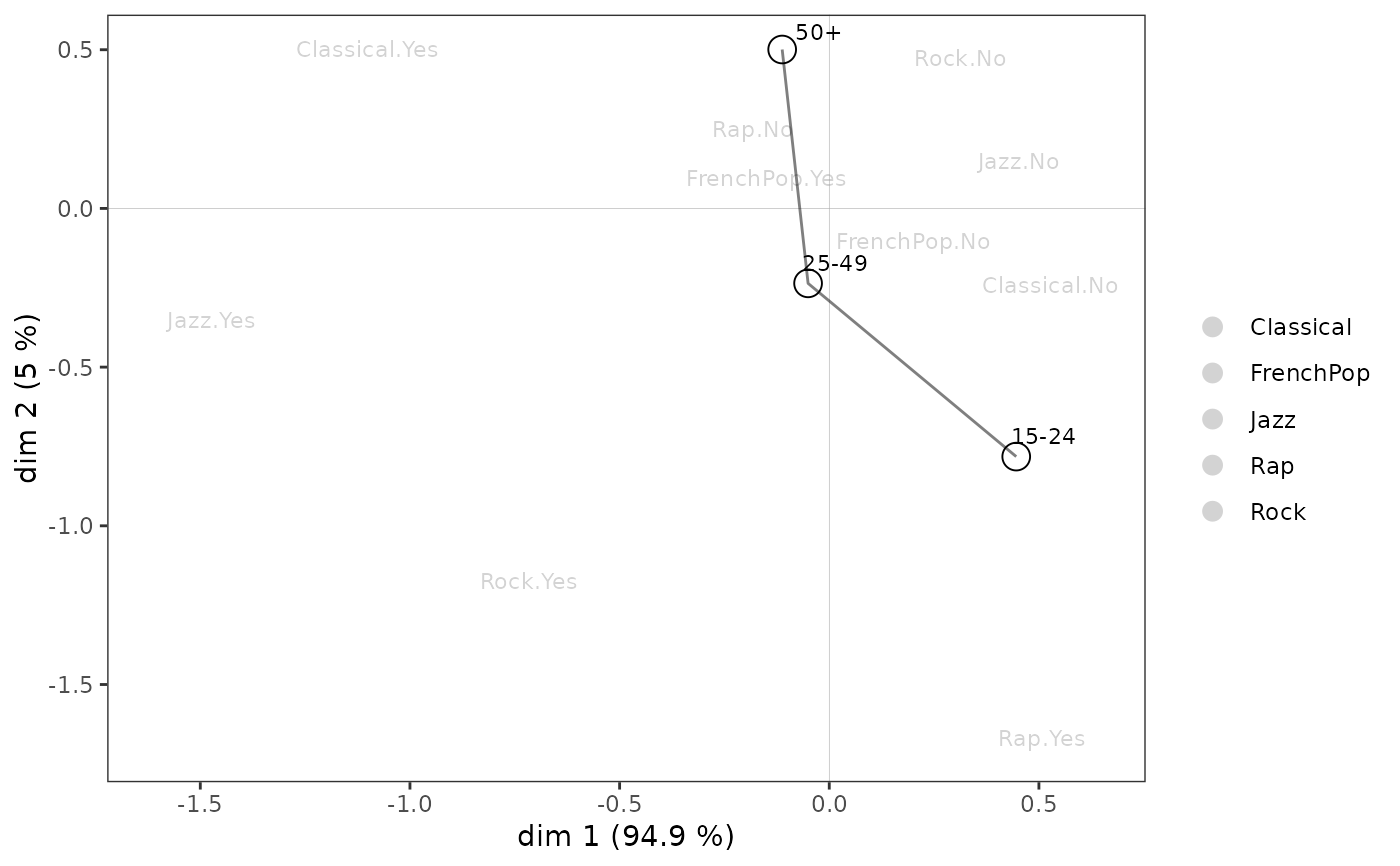 50+
0.5
Classical.Yes
Rock.No
Rap.No
Jazz.No
FrenchPop.Yes
0.0
FrenchPop.No
25-49
Classical.No
Jazz.Yes
-0.5
15-24
-1.0
Rock.Yes
-1.5
Rap.Yes
dim 2 (5 %)
-1.5
-1.0
-0.5
0.0
0.5
dim 1 (94.9 %)
Classical
FrenchPop
Jazz
Rap
Rock